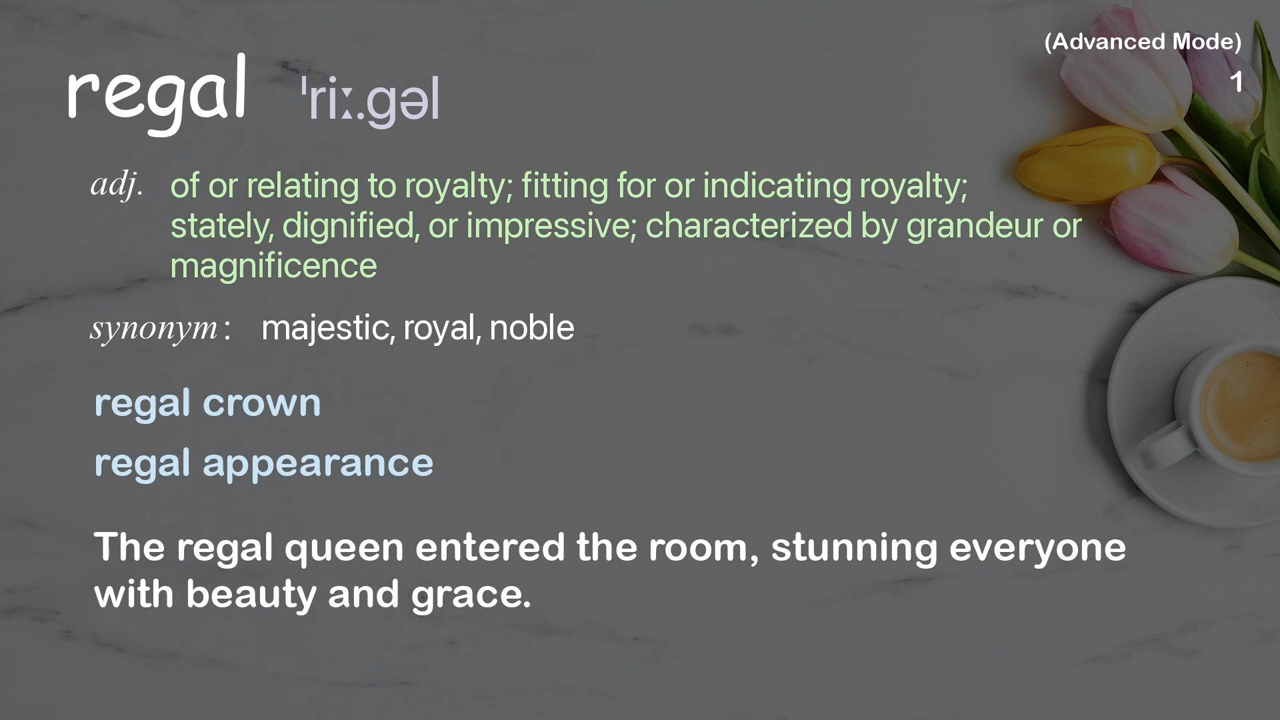 (Advanced Mode)
1
regal ˈriː.gəl
adj. of or relating to royalty; fitting for or indicating royalty;
stately, dignified, or impressive; characterized by grandeur or
magnificence
synonym: majestic, royal, noble
regal crown
regal appearance
The regal queen entered the room, stunning everyone
with beauty and grace.